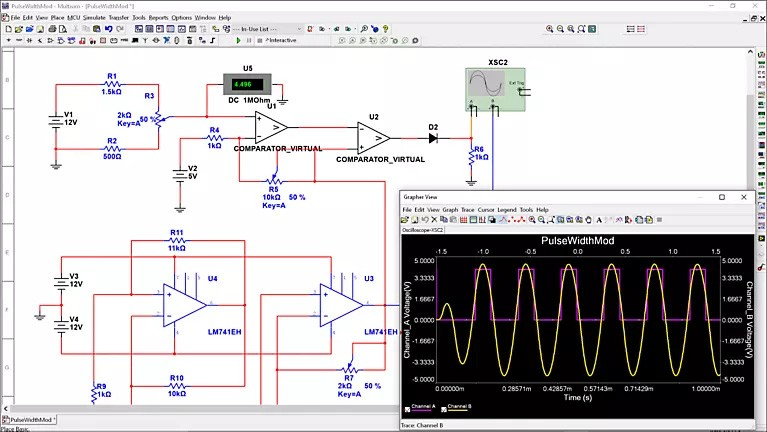 PulseWidthMod - Multisim - [PulseWidthMod *]
File Edit View Place MCU Simulate Transfer Tools Reports Options Window Help
--- In-Use List ---
Interactive
R1
1.5kΩ
R3
2kΩ
Key=A
50 %
V1
12V
R2
500Ω
U5
4.496
DC 1MOhm
U1
R4
1kΩ
COMPARATOR_VIRTUAL
U2
COMPARATOR_VIRTUAL
V2
5V
R5
10kΩ
Key=A
50 %
D2
XSC2
Ext Trig
A
B
R6
1kΩ
R11
11kΩ
V3
12V
V4
12V
U4
LM741EH
U3
LM741EH
R9
1kΩ
R10
10kΩ
R7
2kΩ
Key=A
50 %
Grapher View
File Edit View Graph Trace Cursor Legend Tools Help
Oscilloscope-XSC2
PulseWidthMod
-1.5 -1.0 -0.5 0.0 0.5 1.0 1.5
5.0000 5.0000
3.3333 3.3333
1.6667 1.6667
0.0000 0.0000
-1.6667 -1.6667
-3.3333 -3.3333
-5.0000 -5.0000
Channel_A Voltage(V)
Channel_B Voltage(V)
0.00000m 0.28571m 0.42857m 0.57143m 0.71429m 1.00000m
Time (s)
Channel A Channel B
Trace: Channel B
PulseWidthMod *
Place Basic.